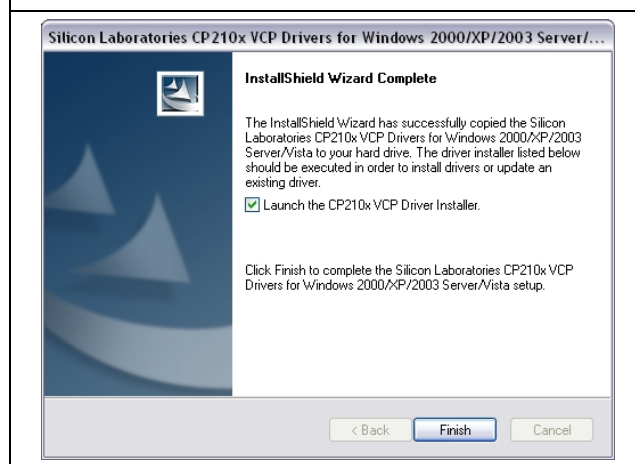 Silicon Laboratories CP210x VCP Drivers for Windows 2000/XP/2003 Server/...
InstallShield Wizard Complete
The InstallShield Wizard has successfully copied the Silicon
Laboratories CP210x VCP Drivers for Windows 2000/XP/2003
Server/Vista to your hard drive. The driver installer listed below
should be executed in order to install drivers or update an
existing driver.
Launch the CP210x VCP Driver Installer.
Click Finish to complete the Silicon Laboratories CP210x VCP
Drivers for Windows 2000/XP/2003 Server/Vista setup.
< Back Finish Cancel